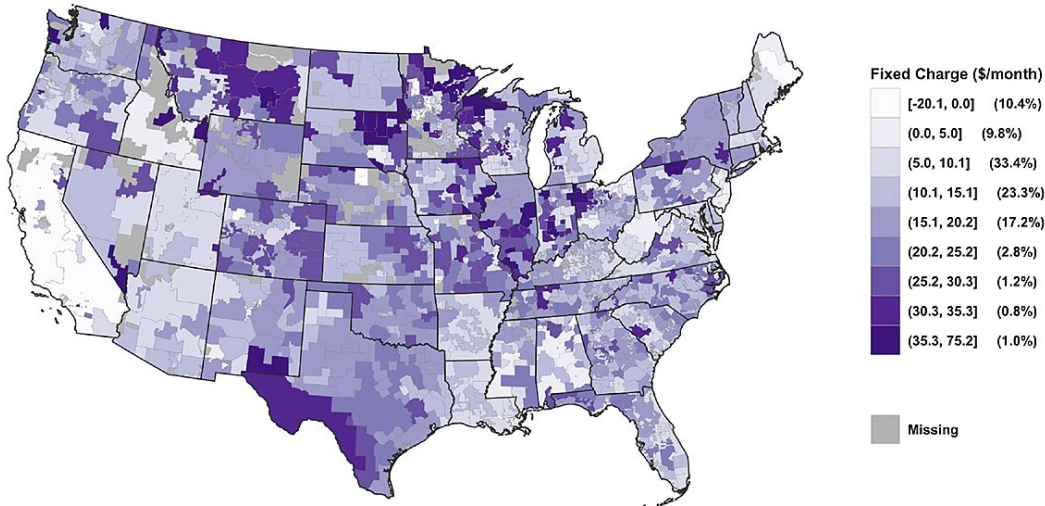 Fixed Charge ($/month)
[-20.1, 0.0] (10.4%)
(0.0, 5.0] (9.8%)
(5.0, 10.1] (33.4%)
(10.1, 15.1] (23.3%)
(15.1, 20.2] (17.2%)
(20.2, 25.2] (2.8%)
(25.2, 30.3] (1.2%)
(30.3, 35.3] (0.8%)
(35.3, 75.2] (1.0%)
Missing